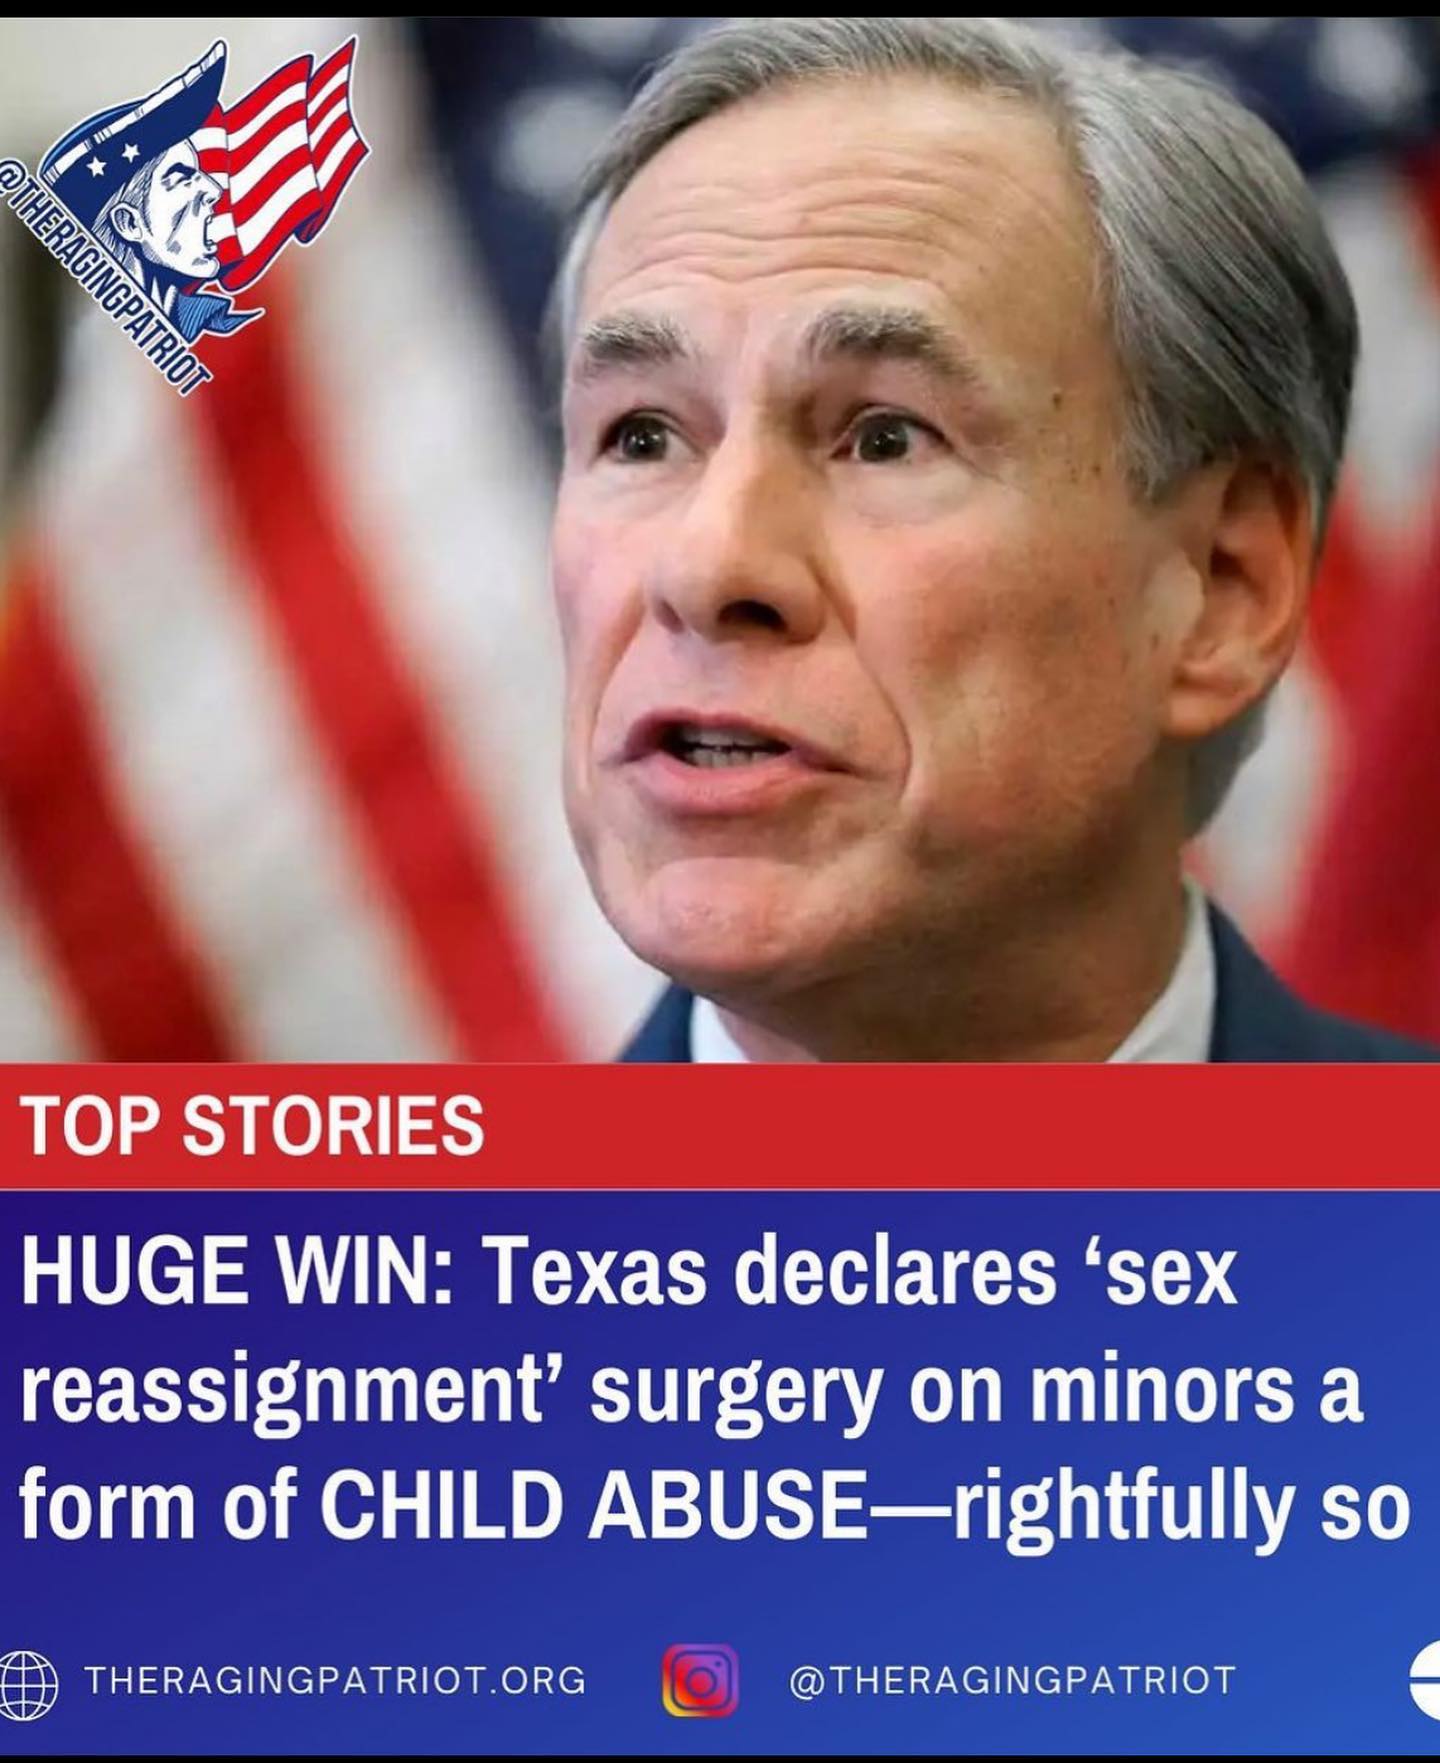 @THERAGINGPATRIOT
TOP STORIES
HUGE WIN: Texas declares ‘sex
reassignment’ surgery on minors a
form of CHILD ABUSE—rightfully so
THERAGINGPATRIOT.ORG
@THERAGINGPATRIOT